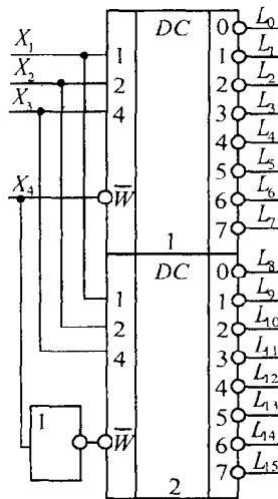 X₁
X₂
X₃
X₄
DC
1
2
4
W̅
0
1
2
3
4
5
6
7
1
L₀
L₁
L₂
L₃
L₄
L₅
L₆
L₇
DC
1
2
4
W̅
0
1
2
3
4
5
6
7
2
L₈
L₉
L₁₀
L₁₁
L₁₂
L₁₃
L₁₄
L₁₅
1